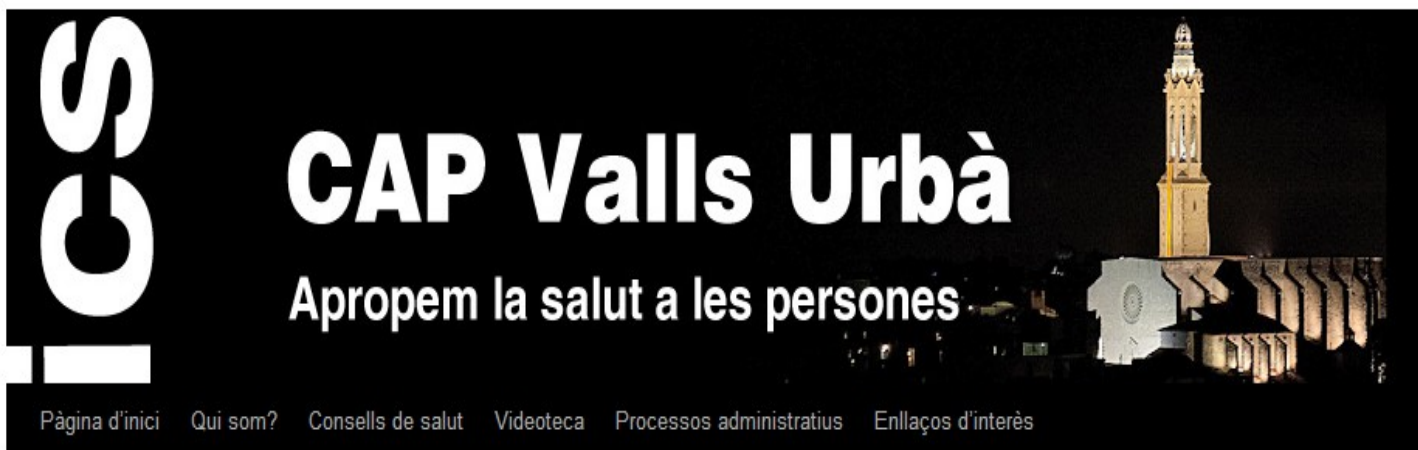 ics
CAP Valls Urbà
Apropem la salut a les persones
Pàgina d'inici Qui som? Consells de salut Videoteca Processos administratius Enllaços d'interès